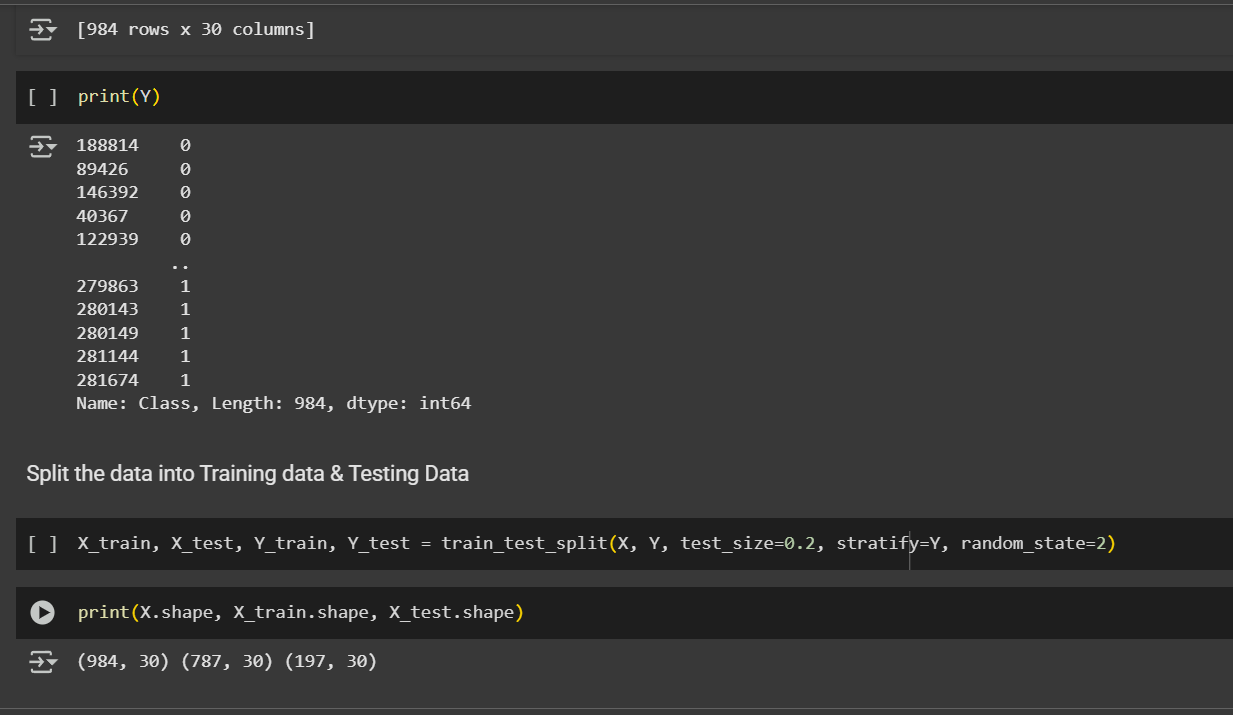 [984 rows x 30 columns]
[ ] print(Y)
188814 0
89426 0
146392 0
40367 0
122939 0
..
279863 1
280143 1
280149 1
281144 1
281674 1
Name: Class, Length: 984, dtype: int64
Split the data into Training data & Testing Data
[ ] X_train, X_test, Y_train, Y_test = train_test_split(X, Y, test_size=0.2, stratify=Y, random_state=2)
print(X.shape, X_train.shape, X_test.shape)
(984, 30) (787, 30) (197, 30)